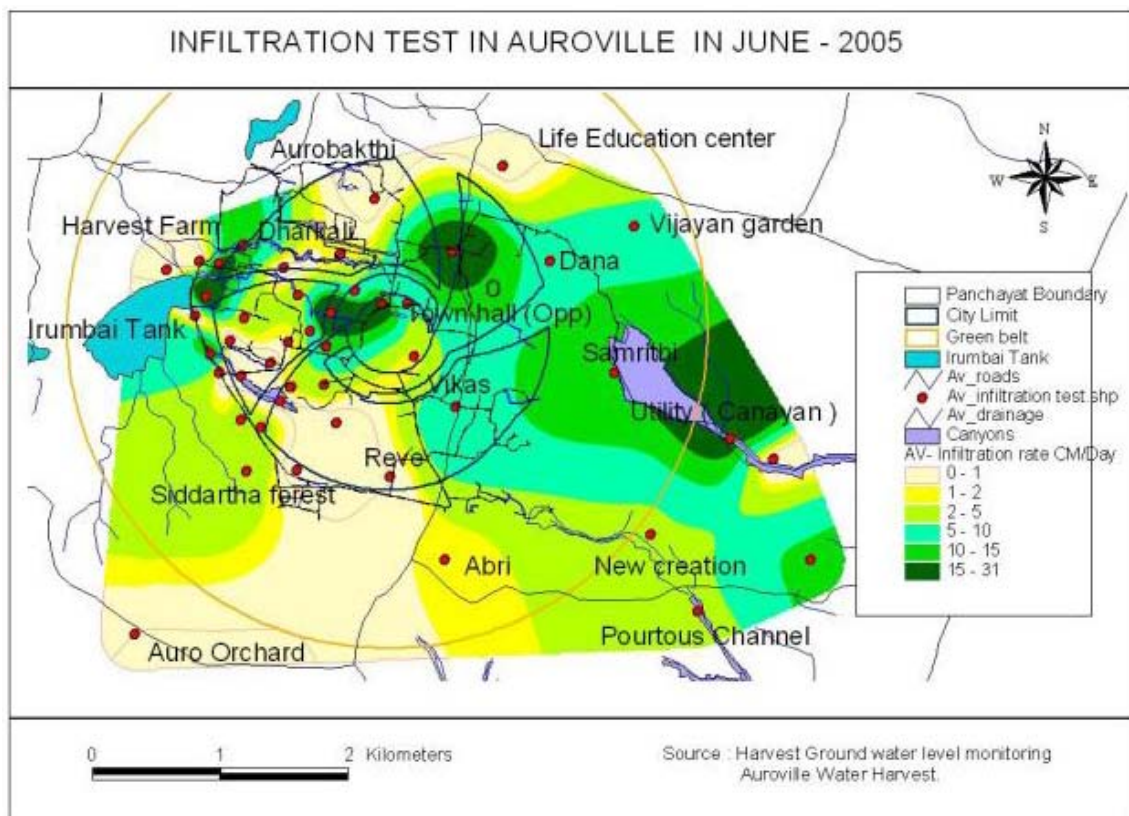 INFILTRATION TEST IN AUROVILLE IN JUNE - 2005
Life Education center
Aurobakthi
N
W
E
S
Harvest Farm
Dharkali
Vijayan garden
Dana
Irumbai Tank
Town hall (Opp)
Samrithi
Vikas
Utility ( Canayan )
Reve
Siddartha forest
Abri
New creation
Pourtous Channel
Auro Orchard
Panchayat Boundary
City Limit
Green belt
Irumbai Tank
Av_roads
Av_infiltration test.shp
Av_drainage
Canyons
AV- Infiltration rate CM/Day
0 - 1
1 - 2
2 - 5
5 - 10
10 - 15
15 - 31
0 1 2 Kilometers
Source : Harvest Ground water level monitoring
Auroville Water Harvest.